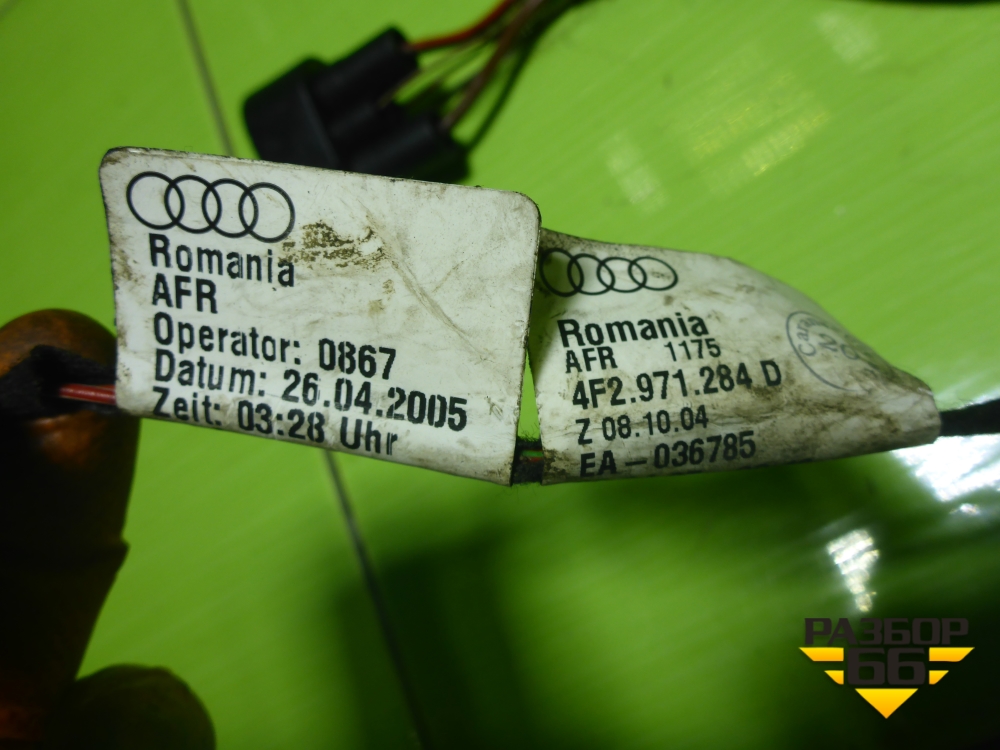 Romania
AFR
Operator: 0867
Datum: 26.04.2005
Zeit: 03:28 Uhr
Romania
AFR 1175
4F2.971.284 D
Z 08.10.04
EA-036785
РАЗБОР
66